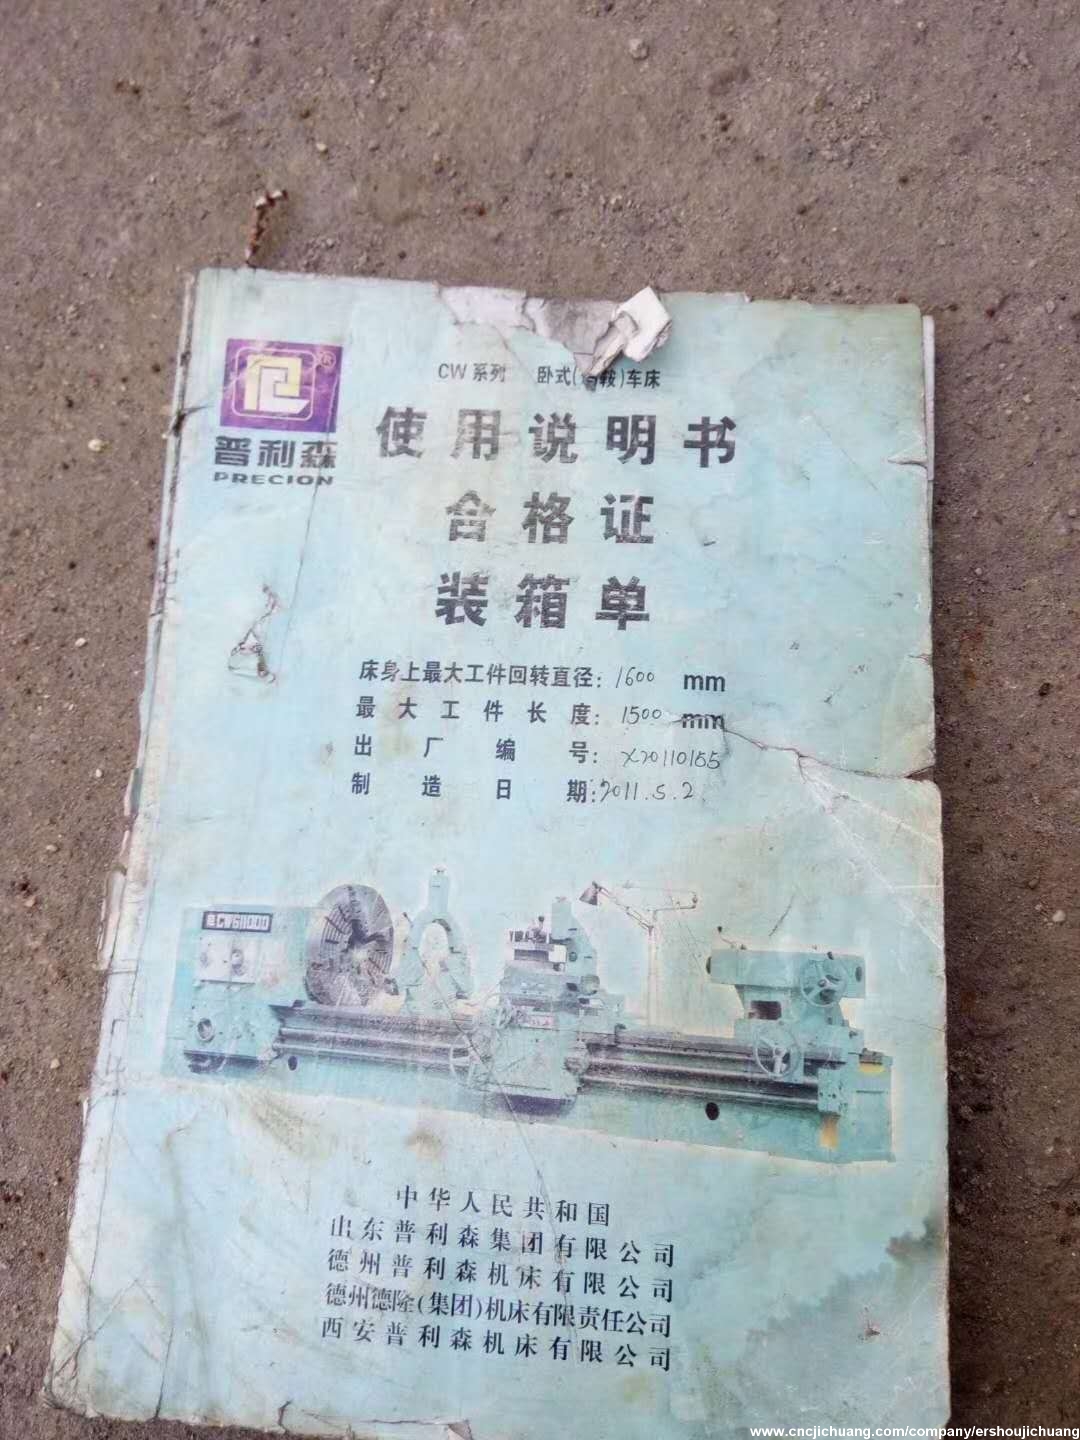 CW 系列 卧式(马鞍)车床
®
普利森
PRECION
使用说明书
合格证
装箱单
床身上最大工件回转直径: 1600 mm
最大工件长度: 1500 mm
出厂编号: X20110155
制造日期: 2011.5.2
CW61100D
中华人民共和国
山东普利森集团有限公司
德州普利森机床有限公司
德州德隆(集团)机床有限责任公司
西安普利森机床有限公司
www.cncjichuang.com/company/ershoujichuang